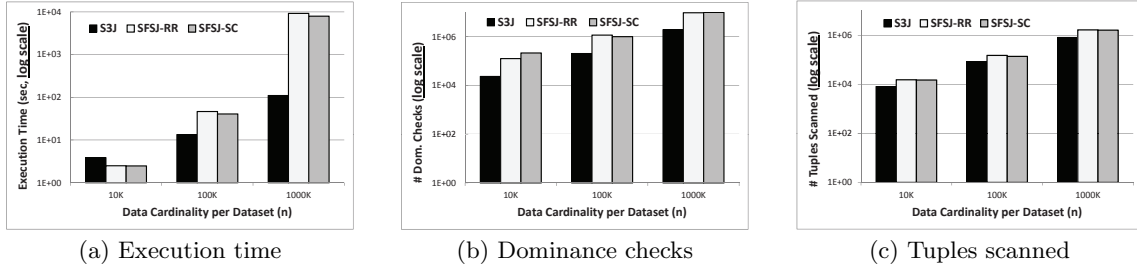 S3J SFSJ-RR SFSJ-SC
Execution Time (sec, log scale)
1E+04
1E+03
1E+02
1E+01
1E+00
10K 100K 1000K
Data Cardinality per Dataset (n)
(a) Execution time
S3J SFSJ-RR SFSJ-SC
# Dom. Checks (log scale)
1E+06
1E+04
1E+02
1E+00
10K 100K 1000K
Data Cardinality per Dataset (n)
(b) Dominance checks
S3J SFSJ-RR SFSJ-SC
# Tuples Scanned (log scale)
1E+06
1E+04
1E+02
1E+00
10K 100K 1000K
Data Cardinality per Dataset (n)
(c) Tuples scanned